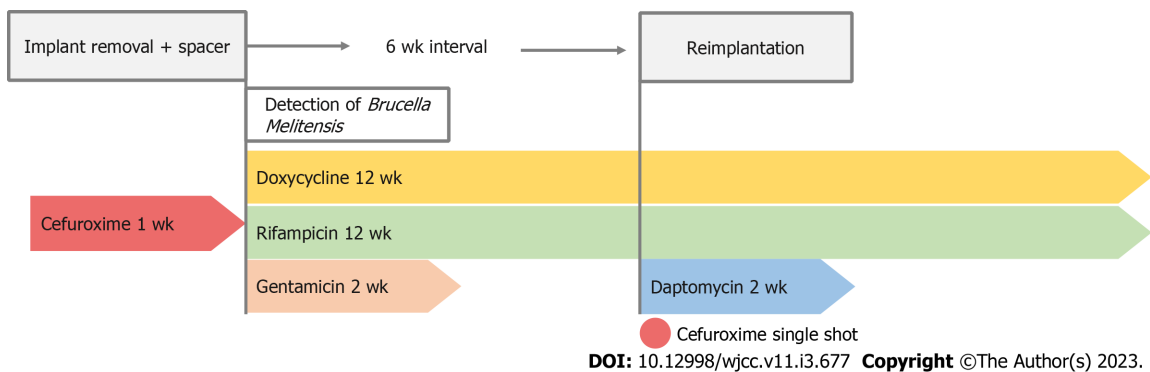 Implant removal + spacer
6 wk interval
Reimplantation
Detection of Brucella
Melitensis
Doxycycline 12 wk
Cefuroxime 1 wk
Rifampicin 12 wk
Gentamicin 2 wk
Daptomycin 2 wk
Cefuroxime single shot
DOI: 10.12998/wjcc.v11.i3.677 Copyright ©The Author(s) 2023.